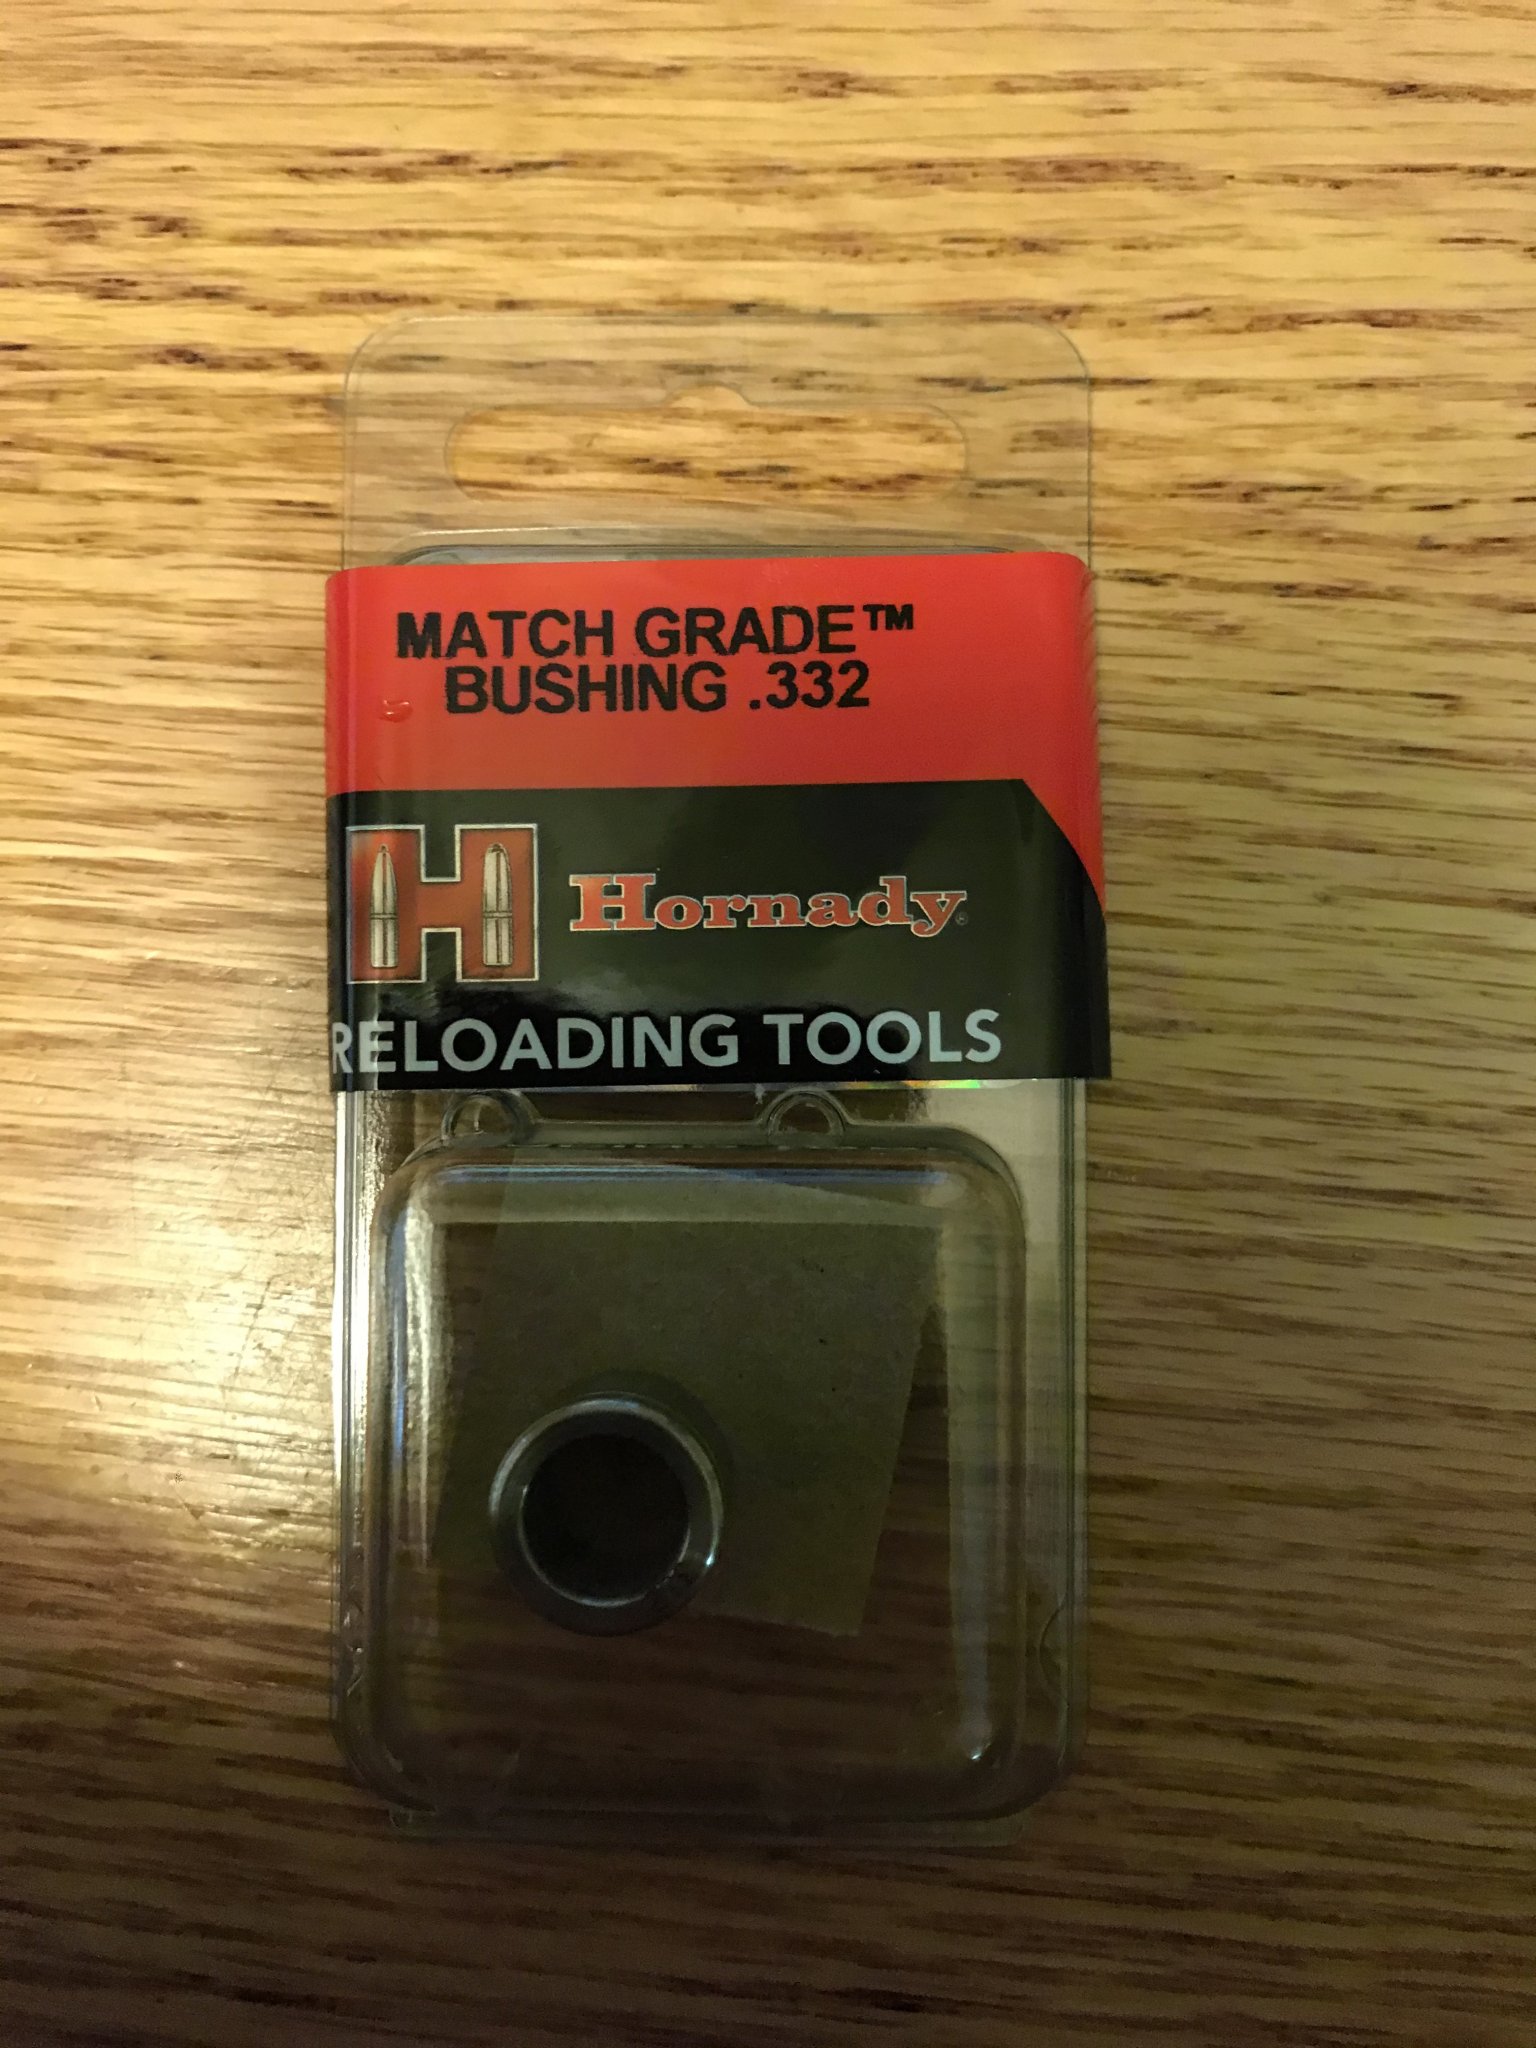 MATCH GRADE™
BUSHING .332
H Hornady®
RELOADING TOOLS